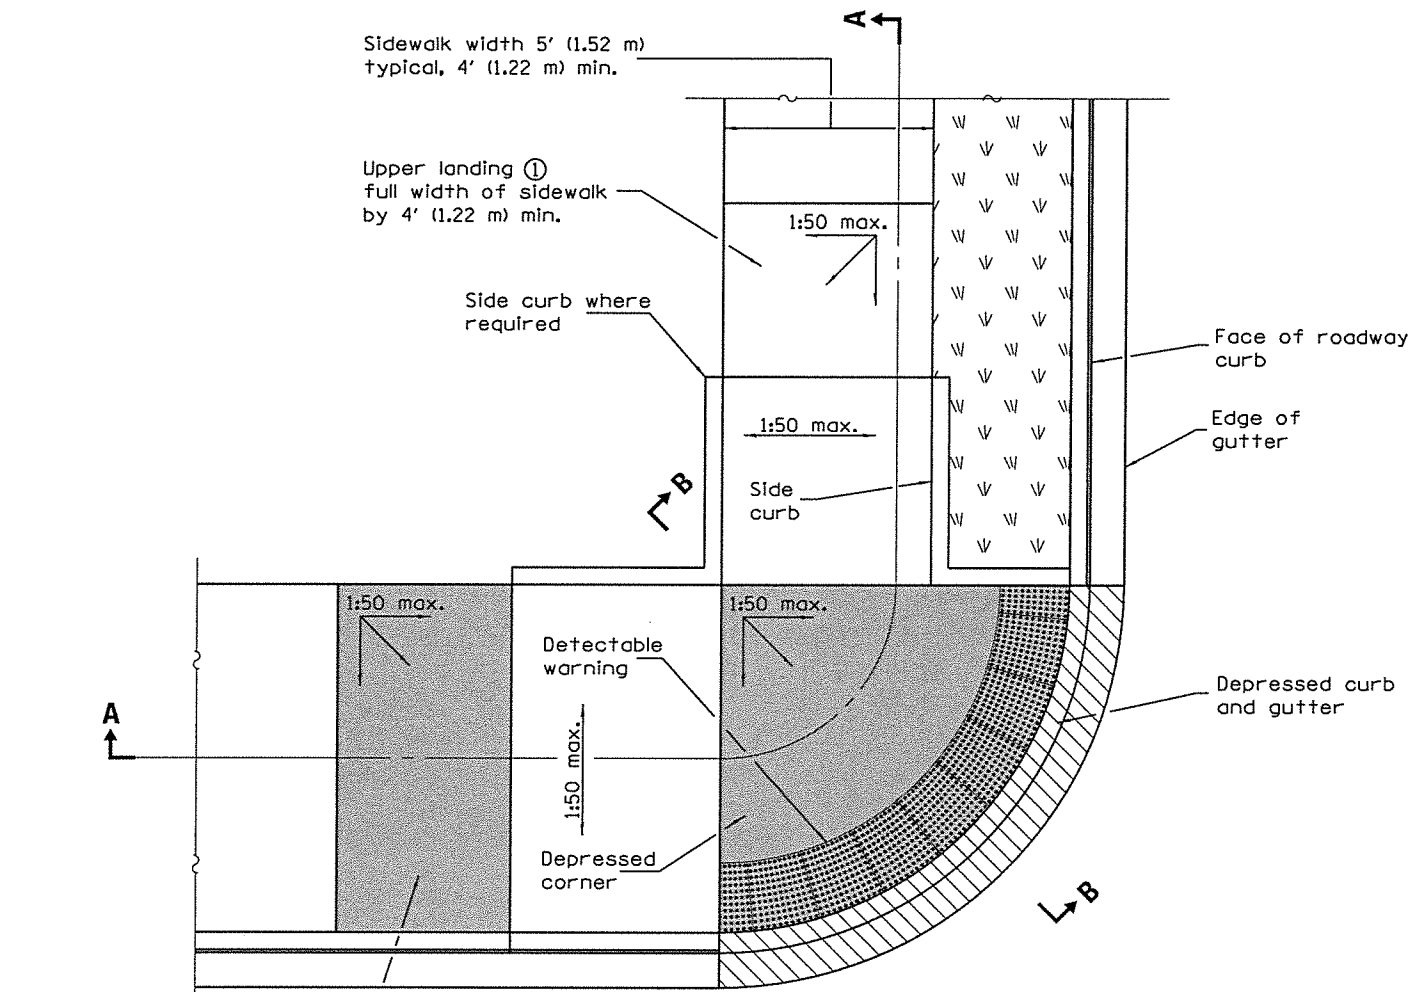 A
Sidewalk width 5' (1.52 m)
typical, 4' (1.22 m) min.
Upper landing ①
full width of sidewalk
by 4' (1.22 m) min.
1:50 max.
Side curb where
required
Face of roadway
curb
1:50 max.
Edge of
gutter
B
Side
curb
1:50 max.
1:50 max.
Detectable
warning
Depressed curb
and gutter
A
1:50 max.
Depressed
corner
B